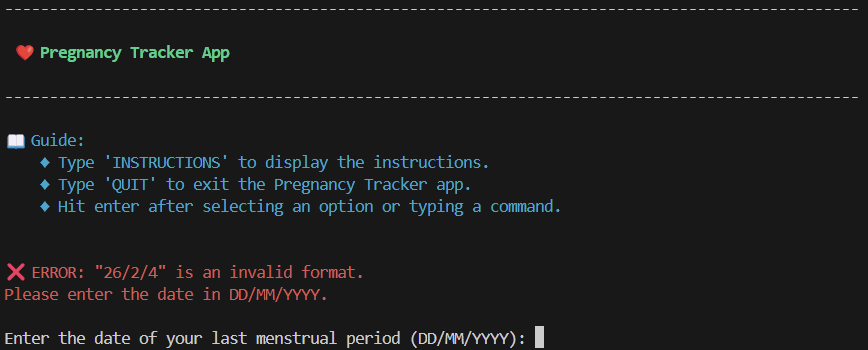 ❤️ Pregnancy Tracker App
📖 Guide:
♦ Type 'INSTRUCTIONS' to display the instructions.
♦ Type 'QUIT' to exit the Pregnancy Tracker app.
♦ Hit enter after selecting an option or typing a command.
❌ ERROR: "26/2/4" is an invalid format.
Please enter the date in DD/MM/YYYY.
Enter the date of your last menstrual period (DD/MM/YYYY):